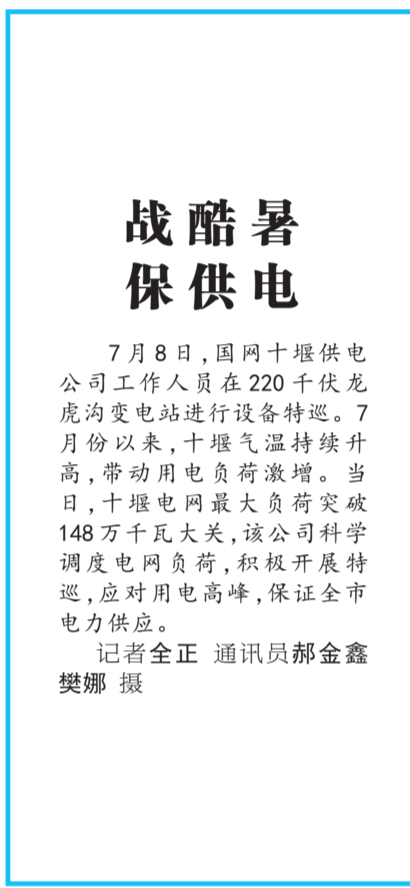 战酷暑
保供电
7月8日,国网十堰供电
公司工作人员在220千伏龙
虎沟变电站进行设备特巡。7
月份以来,十堰气温持续升
高,带动用电负荷激增。当
日,十堰电网最大负荷突破
148万千瓦大关,该公司科学
调度电网负荷,积极开展特
巡,应对用电高峰,保证全市
电力供应。
记者全正 通讯员郝金鑫
樊娜 摄